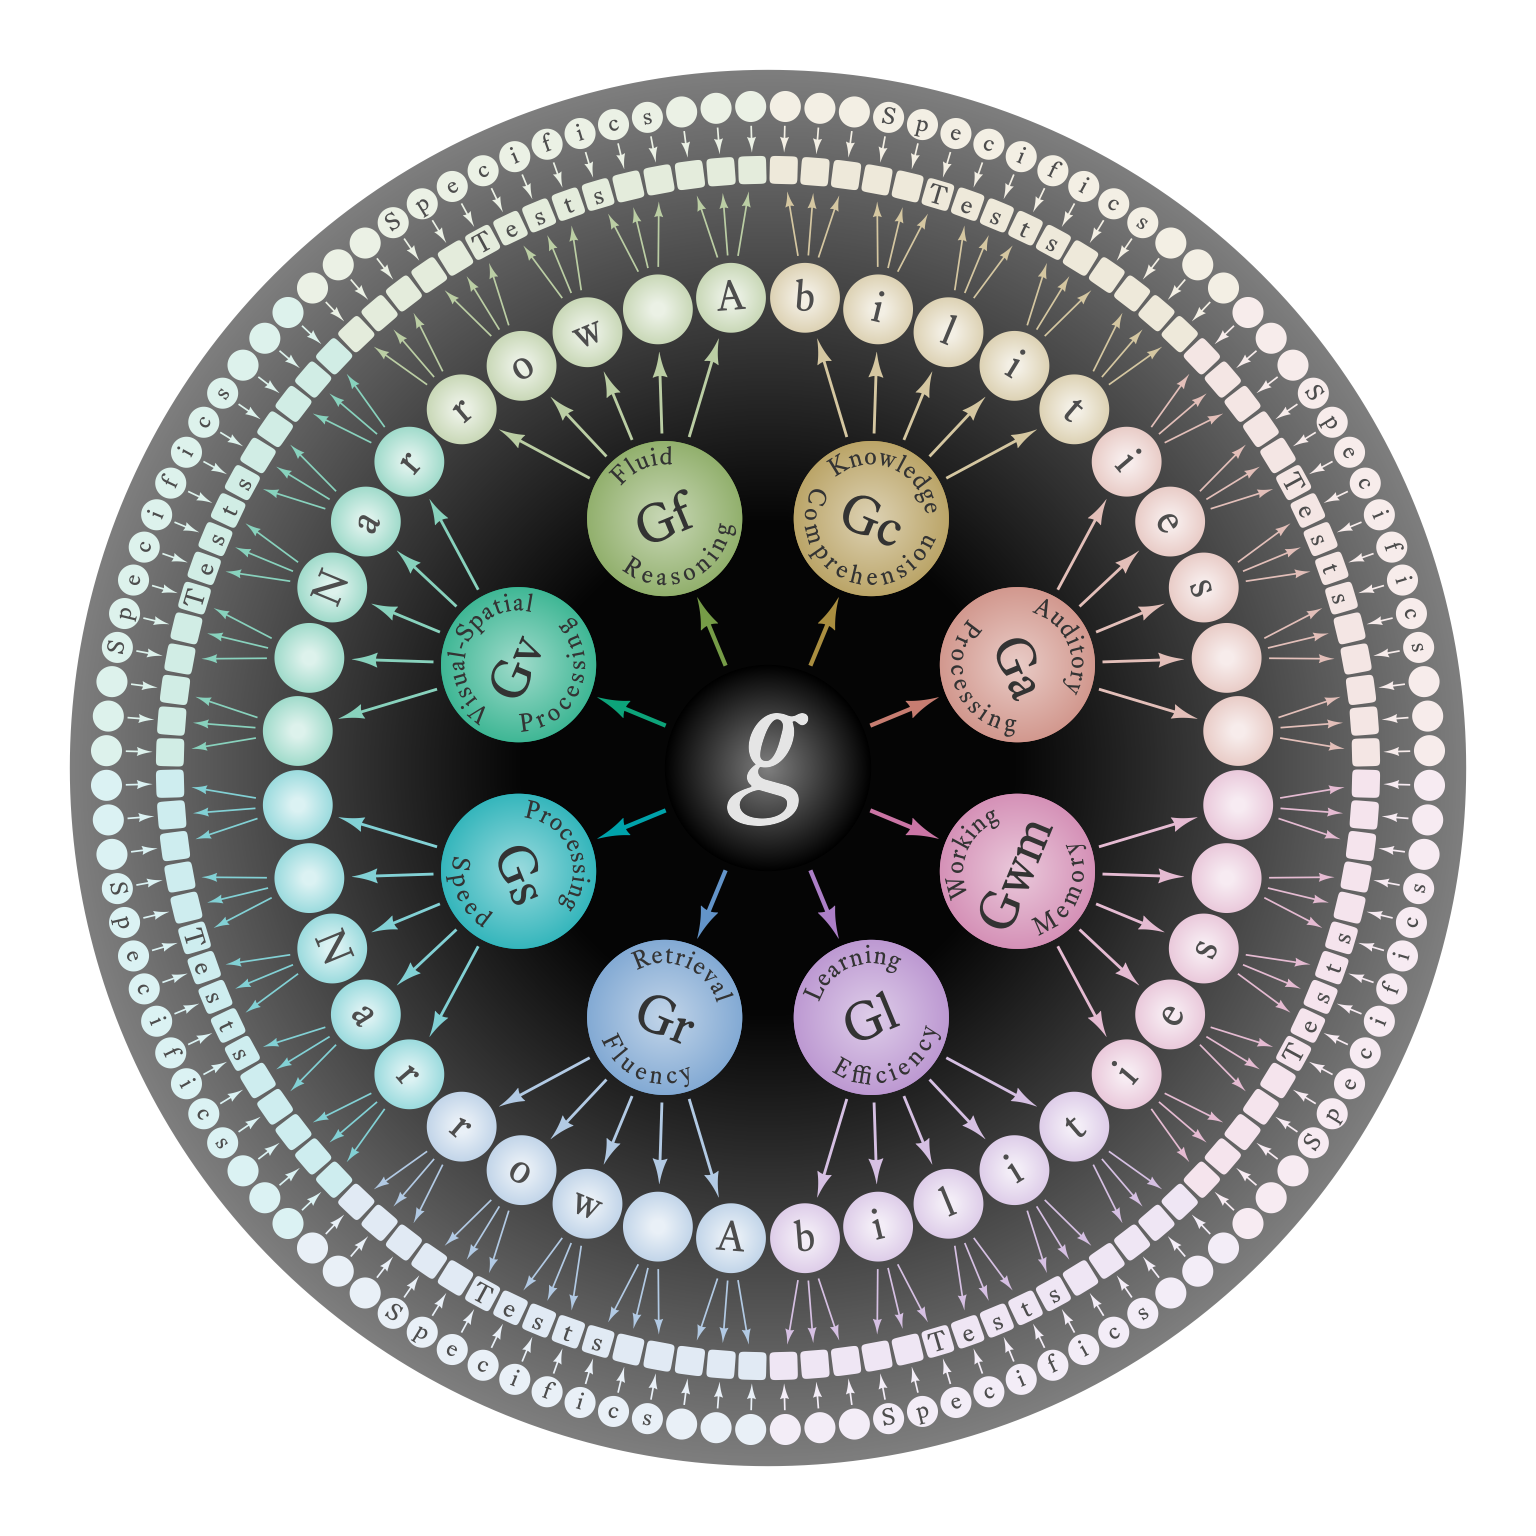 g
Fluid
Gf
Reasoning
Knowledge
Gc
Comprehension
Auditory
Ga
Processing
Working
Gwm
Memory
Learning
Gl
Efficiency
Retrieval
Gr
Fluency
Processing
Gs
Speed
Visual-Spatial
Gv
Processing
Narrow Abilities
Narrow Abilities
Tests
Tests
Tests
Tests
Tests
Tests
Tests
Tests
Specifics
Specifics
Specifics
Specifics
Specifics
Specifics
Specifics
Specifics